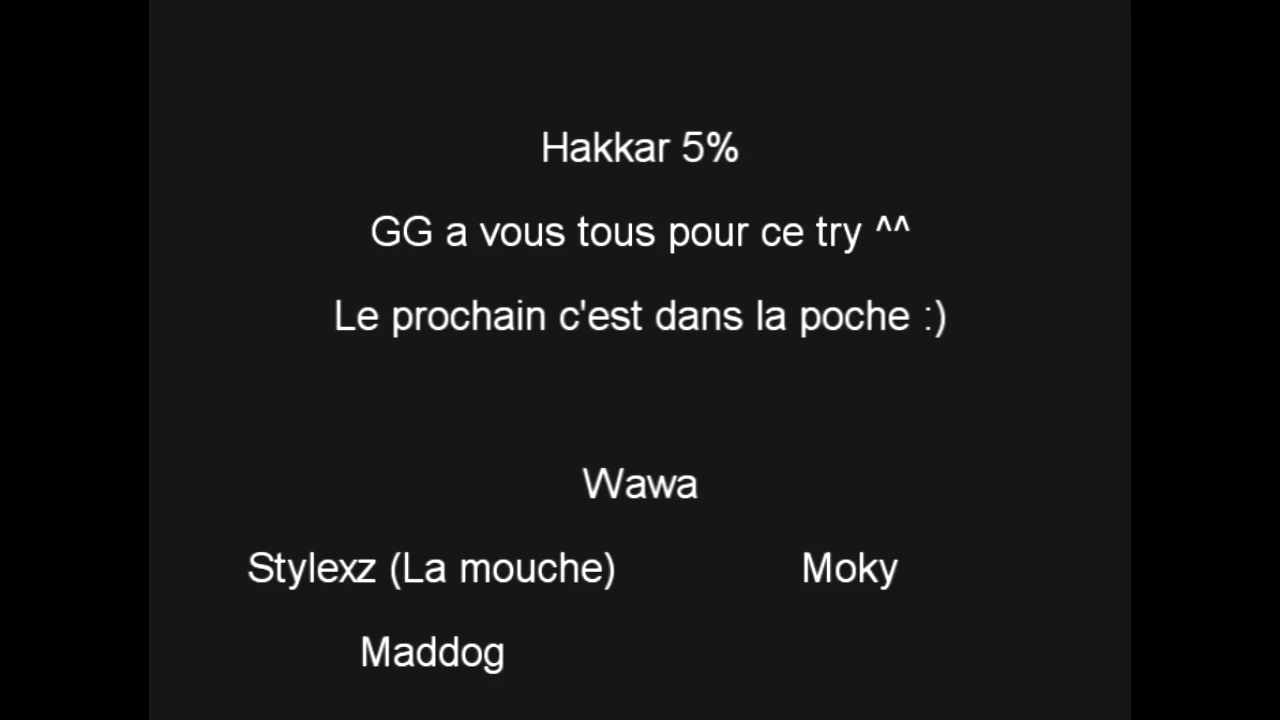 Hakkar 5%
GG a vous tous pour ce try ^^
Le prochain c'est dans la poche :)
Wawa
Stylexz (La mouche) Moky
Maddog